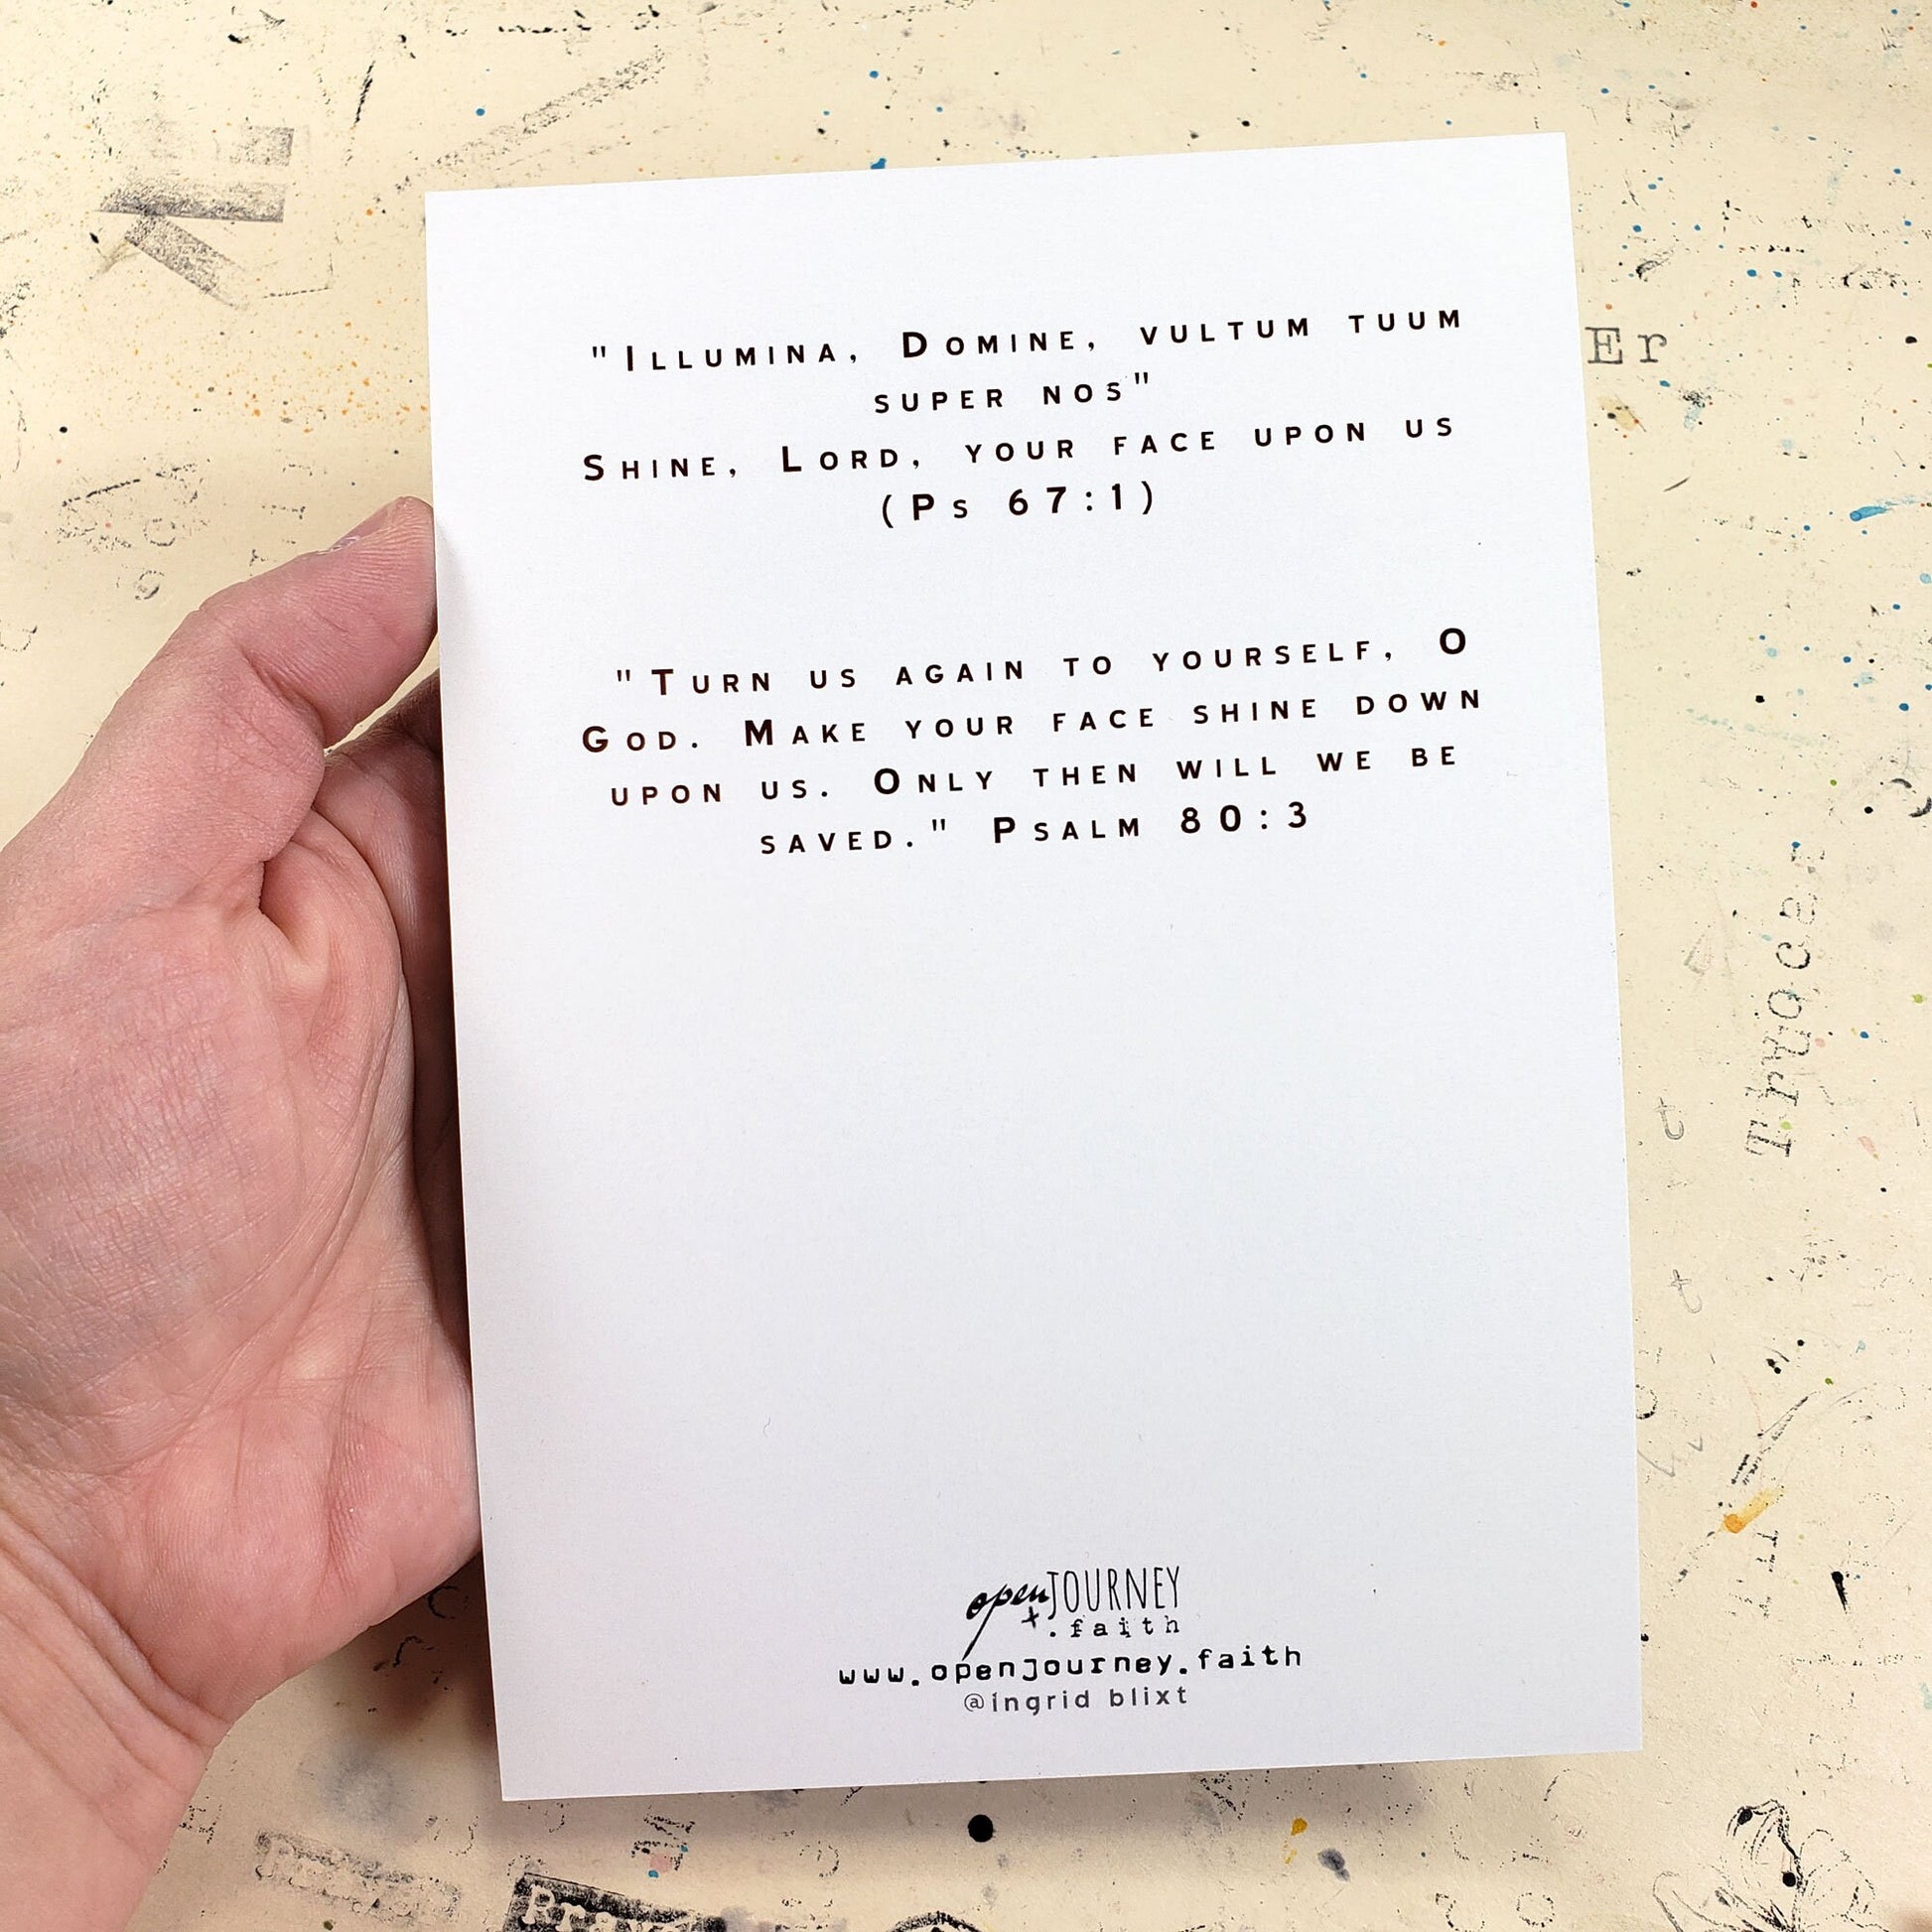 "Illumina, Domine, vultum tuum
super nos"
Shine, Lord, your face upon us
(Ps 67:1)
"Turn us again to yourself, O
God. Make your face shine down
upon us. Only then will we be
saved." Psalm 80:3
open JOURNEY
.faith
www.openjourney.faith
@ingrid blixt
K
Er
t
t